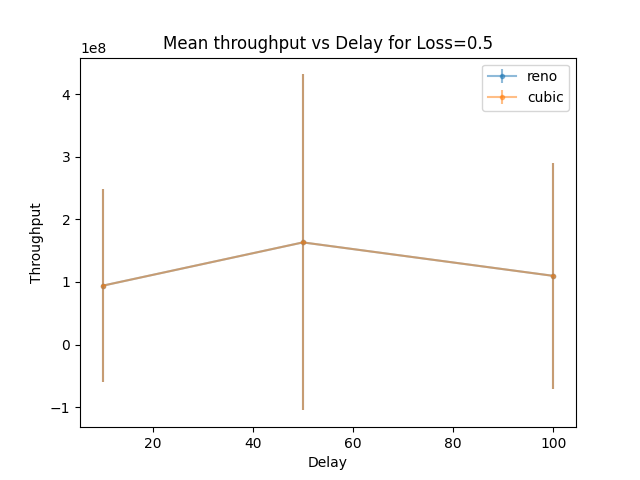 Mean throughput vs Delay for Loss=0.5
1e8
reno
cubic
4
3
2
1
0
−1
Throughput
20
40
60
80
100
Delay